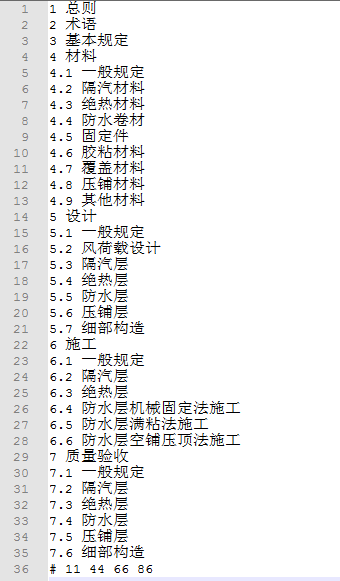 1 1 总则
2 2 术语
3 3 基本规定
4 4 材料
5 4.1 一般规定
6 4.2 隔汽材料
7 4.3 绝热材料
8 4.4 防水卷材
9 4.5 固定件
10 4.6 胶粘材料
11 4.7 覆盖材料
12 4.8 压铺材料
13 4.9 其他材料
14 5 设计
15 5.1 一般规定
16 5.2 风荷载设计
17 5.3 隔汽层
18 5.4 绝热层
19 5.5 防水层
20 5.6 压铺层
21 5.7 细部构造
22 6 施工
23 6.1 一般规定
24 6.2 隔汽层
25 6.3 绝热层
26 6.4 防水层机械固定法施工
27 6.5 防水层满粘法施工
28 6.6 防水层空铺压顶法施工
29 7 质量验收
30 7.1 一般规定
31 7.2 隔汽层
32 7.3 绝热层
33 7.4 防水层
34 7.5 压铺层
35 7.6 细部构造
36 # 11 44 66 86